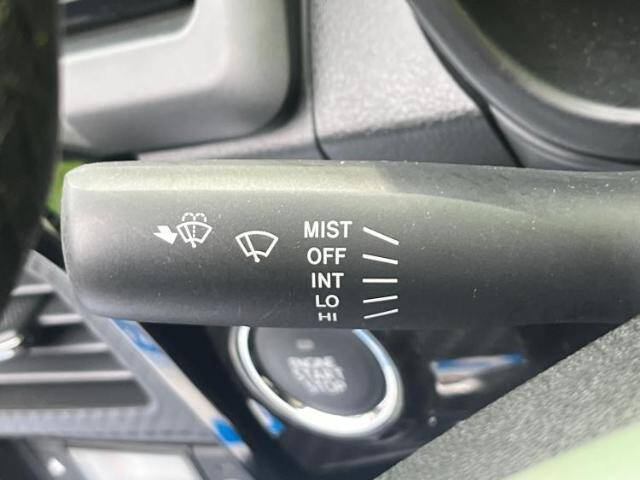 MIST
OFF
INT
LO
HI
ENGINE
START
STOP